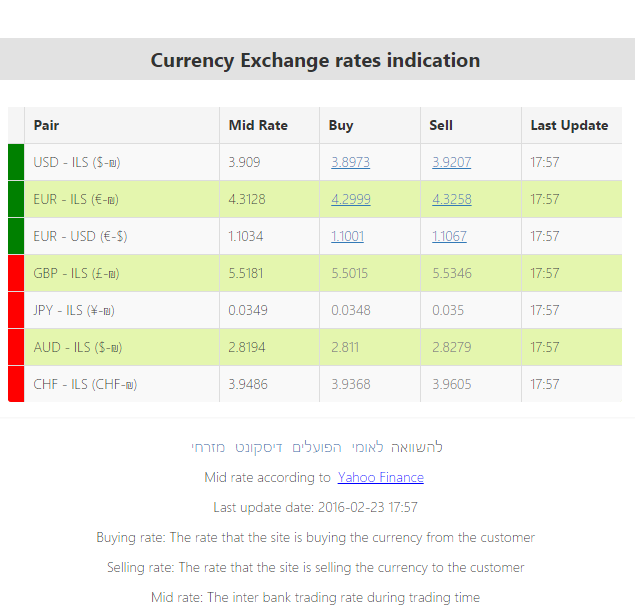 Currency Exchange rates indication
Pair Mid Rate Buy Sell Last Update
USD - ILS ($-₪) 3.909 3.8973 3.9207 17:57
EUR - ILS (€-₪) 4.3128 4.2999 4.3258 17:57
EUR - USD (€-$) 1.1034 1.1001 1.1067 17:57
GBP - ILS (£-₪) 5.5181 5.5015 5.5346 17:57
JPY - ILS (¥-₪) 0.0349 0.0348 0.035 17:57
AUD - ILS ($-₪) 2.8194 2.811 2.8279 17:57
CHF - ILS (CHF-₪) 3.9486 3.9368 3.9605 17:57
להשוואה לאומי הפועלים דיסקונט מזרחי
Mid rate according to Yahoo Finance
Last update date: 2016-02-23 17:57
Buying rate: The rate that the site is buying the currency from the customer
Selling rate: The rate that the site is selling the currency to the customer
Mid rate: The inter bank trading rate during trading time